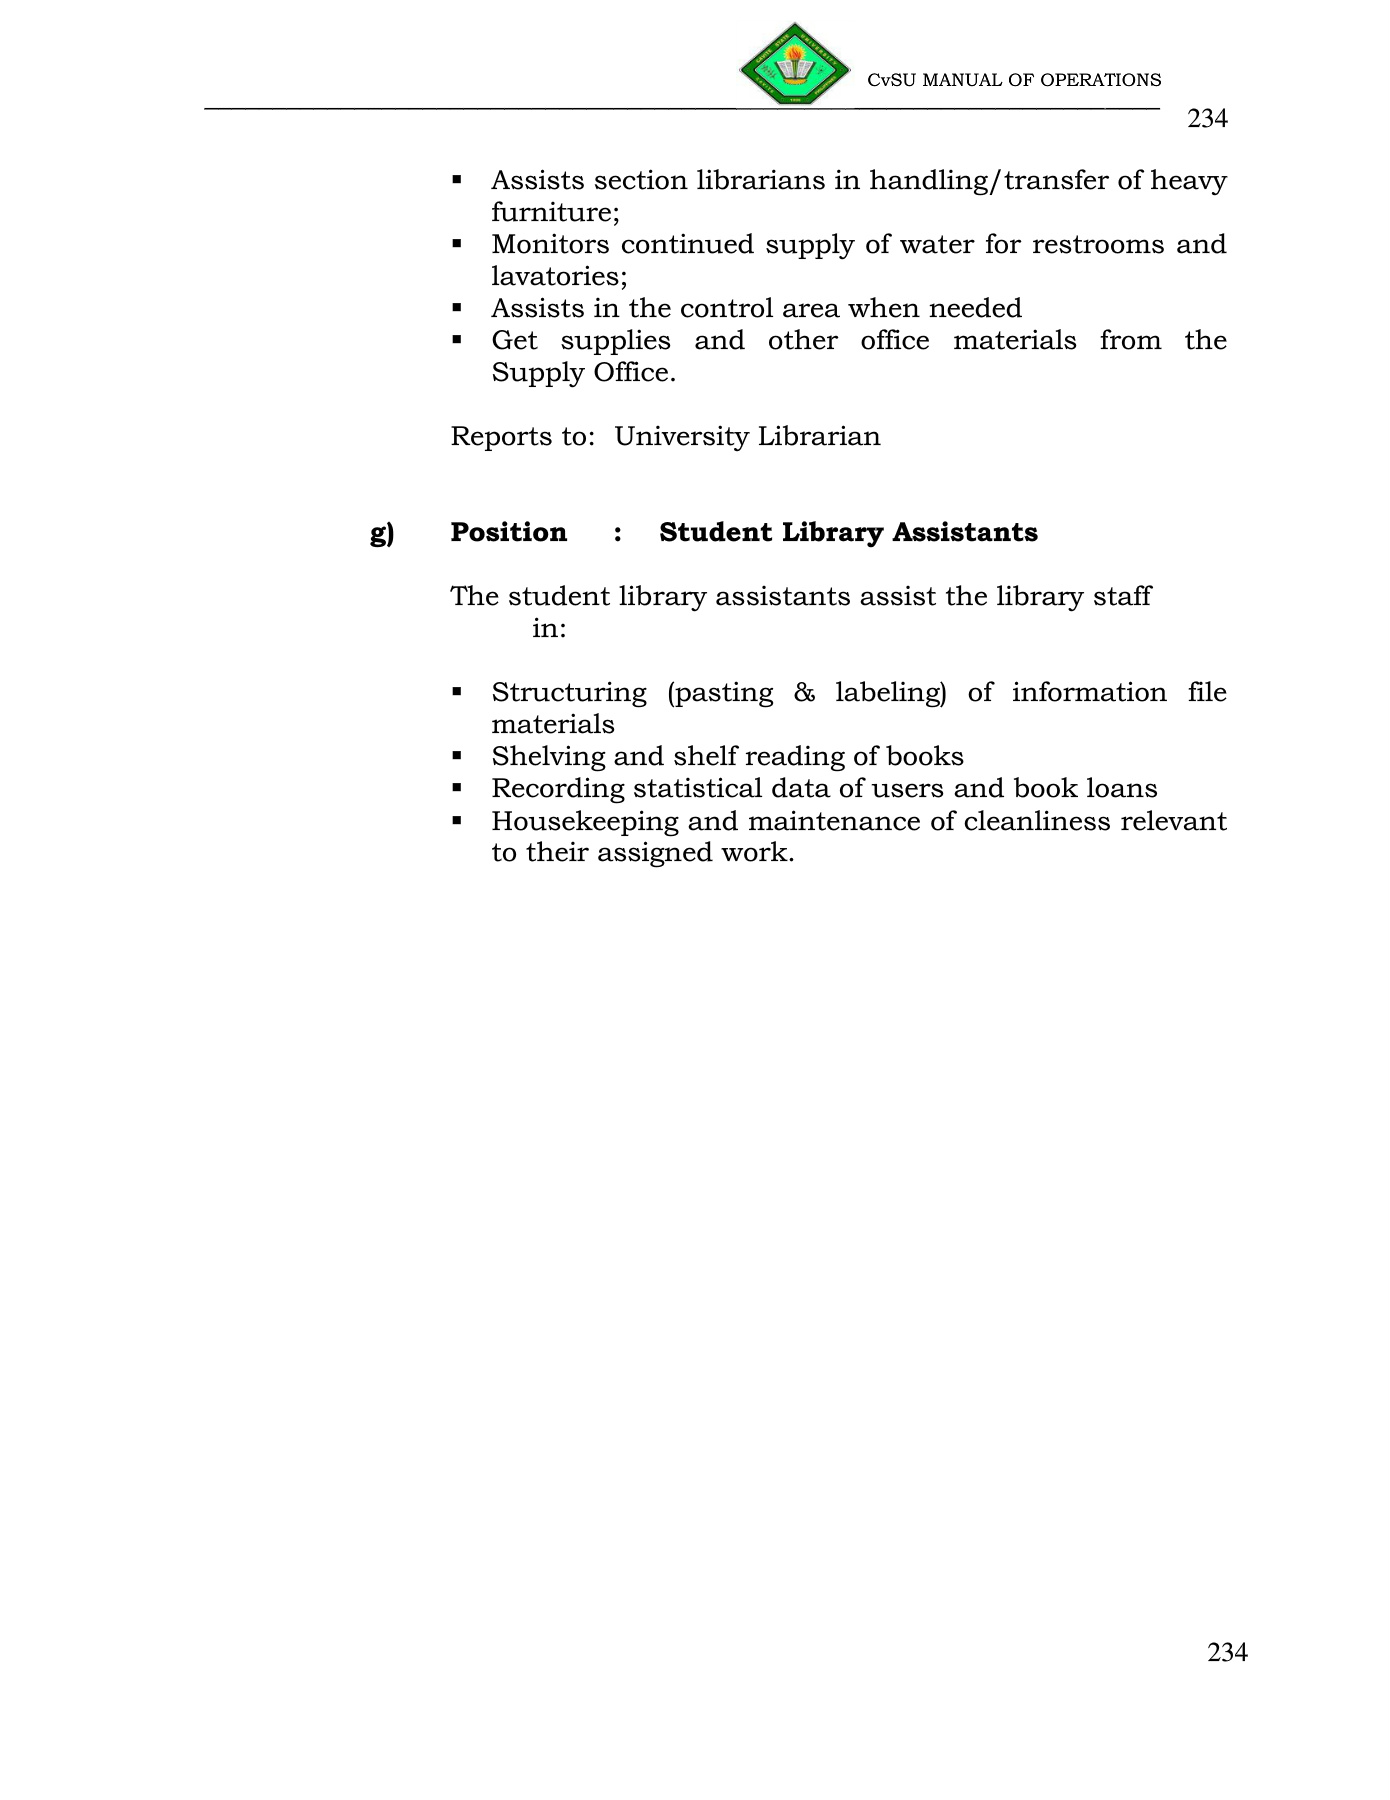 CvSU MANUAL OF OPERATIONS
234
▪ Assists section librarians in handling/transfer of heavy
furniture;
▪ Monitors continued supply of water for restrooms and
lavatories;
▪ Assists in the control area when needed
▪ Get supplies and other office materials from the
Supply Office.
Reports to: University Librarian
g) Position : Student Library Assistants
The student library assistants assist the library staff
in:
▪ Structuring (pasting & labeling) of information file
materials
▪ Shelving and shelf reading of books
▪ Recording statistical data of users and book loans
▪ Housekeeping and maintenance of cleanliness relevant
to their assigned work.
234